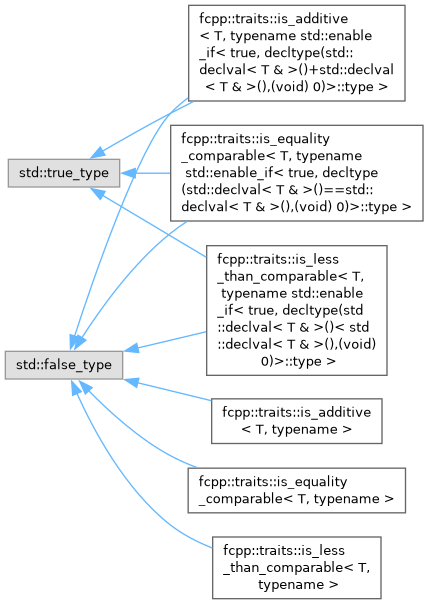 fcpp::traits::is_additive
< T, typename std::enable
_if< true, decltype(std::
declval< T & >()+std::declval
< T & >(),(void) 0)>::type >
std::true_type
fcpp::traits::is_equality
_comparable< T, typename
std::enable_if< true, decltype
(std::declval< T & >()==std::
declval< T & >(),(void) 0)>::type >
fcpp::traits::is_less
_than_comparable< T,
typename std::enable
_if< true, decltype(std
::declval< T & >()< std
::declval< T & >(),(void)
0)>::type >
std::false_type
fcpp::traits::is_additive
< T, typename >
fcpp::traits::is_equality
_comparable< T, typename >
fcpp::traits::is_less
_than_comparable< T,
typename >